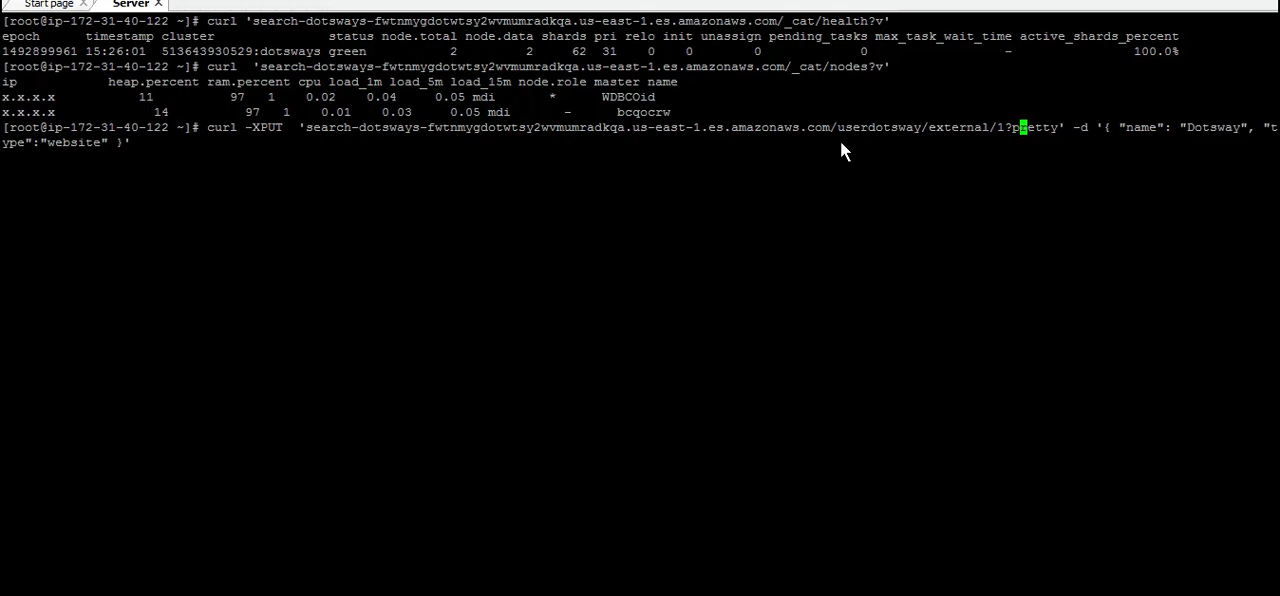 Start page X Server X
[root@ip-172-31-40-122 ~]# curl 'search-dotsways-fwtnmygdotwtsy2wvmumradkqa.us-east-1.es.amazonaws.com/_cat/health?v'
epoch timestamp cluster status node.total node.data shards pri relo init unassign pending_tasks max_task_wait_time active_shards_percent
1492899961 15:26:01 513643930529:dotsways green 2 2 62 31 0 0 0 0 - 100.0%
[root@ip-172-31-40-122 ~]# curl 'search-dotsways-fwtnmygdotwtsy2wvmumradkqa.us-east-1.es.amazonaws.com/_cat/nodes?v'
ip heap.percent ram.percent cpu load_1m load_5m load_15m node.role master name
x.x.x.x 11 97 1 0.02 0.04 0.05 mdi * WDBCOid
x.x.x.x 14 97 1 0.01 0.03 0.05 mdi - bcqocrw
[root@ip-172-31-40-122 ~]# curl -XPUT 'search-dotsways-fwtnmygdotwtsy2wvmumradkqa.us-east-1.es.amazonaws.com/userdotsway/external/1?pretty' -d '{ "name": "Dotsway", "t
ype":"website" }'